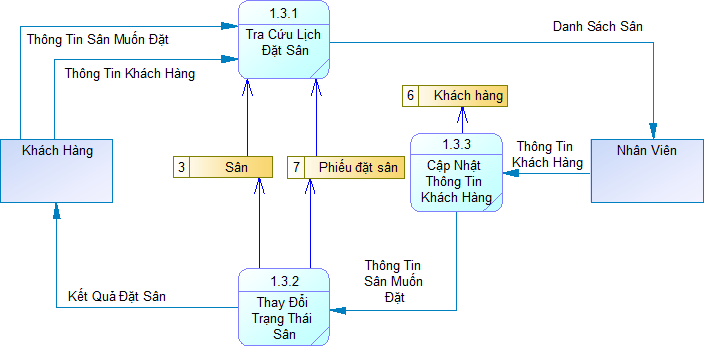 1.3.1
Tra Cứu Lịch
Đặt Sân
Thông Tin Sân Muốn Đặt
Thông Tin Khách Hàng
Danh Sách Sân
6 Khách hàng
Khách Hàng
3 Sân
7 Phiếu đặt sân
1.3.3
Cập Nhật
Thông Tin
Khách Hàng
Thông Tin
Khách Hàng
Nhân Viên
Thông Tin
Sân Muốn
Đặt
1.3.2
Thay Đổi
Trạng Thái
Sân
Kết Quả Đặt Sân